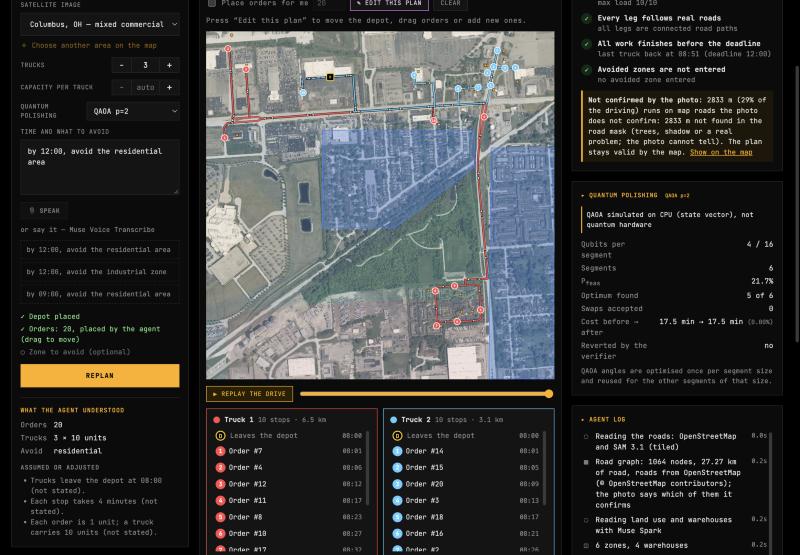 SATELLITE IMAGE
Columbus, OH — mixed commercial
+ Choose another area on the map
TRUCKS
- 3 +
CAPACITY PER TRUCK
- auto +
QUANTUM
POLISHING
QAOA p=2
TIME AND WHAT TO AVOID
by 12:00, avoid the residential
area
SPEAK
or say it — Muse Voice Transcribe
by 12:00, avoid the residential area
by 12:00, avoid the industrial zone
by 09:00, avoid the residential area
✓ Depot placed
✓ Orders: 20, placed by the agent
(drag to move)
○ Zone to avoid (optional)
REPLAN
WHAT THE AGENT UNDERSTOOD
Orders 20
Trucks 3 × 10 units
Avoid residential
ASSUMED OR ADJUSTED
• Trucks leave the depot at 08:00
(not stated).
• Each stop takes 4 minutes (not
stated).
• Each order is 1 unit; a truck
carries 10 units (not stated).
Place orders for me 20
✎ EDIT THIS PLAN
CLEAR
Press “Edit this plan” to move the depot, drag orders or add new ones.
▶ REPLAY THE DRIVE
Truck 1 10 stops · 6.5 km
D Leaves the depot 08:00
1 Order #7 08:01
2 Order #4 08:06
3 Order #12 08:12
4 Order #11 08:17
5 Order #8 08:23
6 Order #10 08:27
7 Order #17 08:32
Truck 2 10 stops · 3.1 km
D Leaves the depot 08:00
1 Order #14 08:01
2 Order #15 08:05
3 Order #20 08:09
4 Order #3 08:13
5 Order #18 08:17
6 Order #16 08:21
7 Order #2 08:26
max load 10/10
✓ Every leg follows real roads
all legs are connected road paths
✓ All work finishes before the deadline
last truck back at 08:51 (deadline 12:00)
✓ Avoided zones are not entered
no avoided zone entered
Not confirmed by the photo: 2833 m (29% of
the driving) runs on map roads the photo
does not confirm: 2833 m not found in the
road mask (trees, shadow or a real
problem; the photo cannot tell). The plan
stays valid by the map. Show on the map
▸ QUANTUM POLISHING QAOA p=2
QAOA simulated on CPU (state vector), not
quantum hardware
Qubits per
segment
4 / 16
Segments 6
Pfeas 21.7%
Optimum found 5 of 6
Swaps accepted 0
Cost before →
after
17.5 min → 17.5 min (0.00%)
Reverted by the
verifier
no
QAOA angles are optimised once per segment size
and reused for the other segments of that size.
▸ AGENT LOG
Reading the roads: OpenStreetMap
and SAM 3.1 (tiled)
0.0s
Road graph: 1064 nodes, 27.27 km
of road, roads from OpenStreetMap
(© OpenStreetMap contributors);
the photo says which of them it
confirms
0.2s
Reading land use and warehouses
with Muse Spark
0.2s
6 zones, 4 warehouses 0.2s